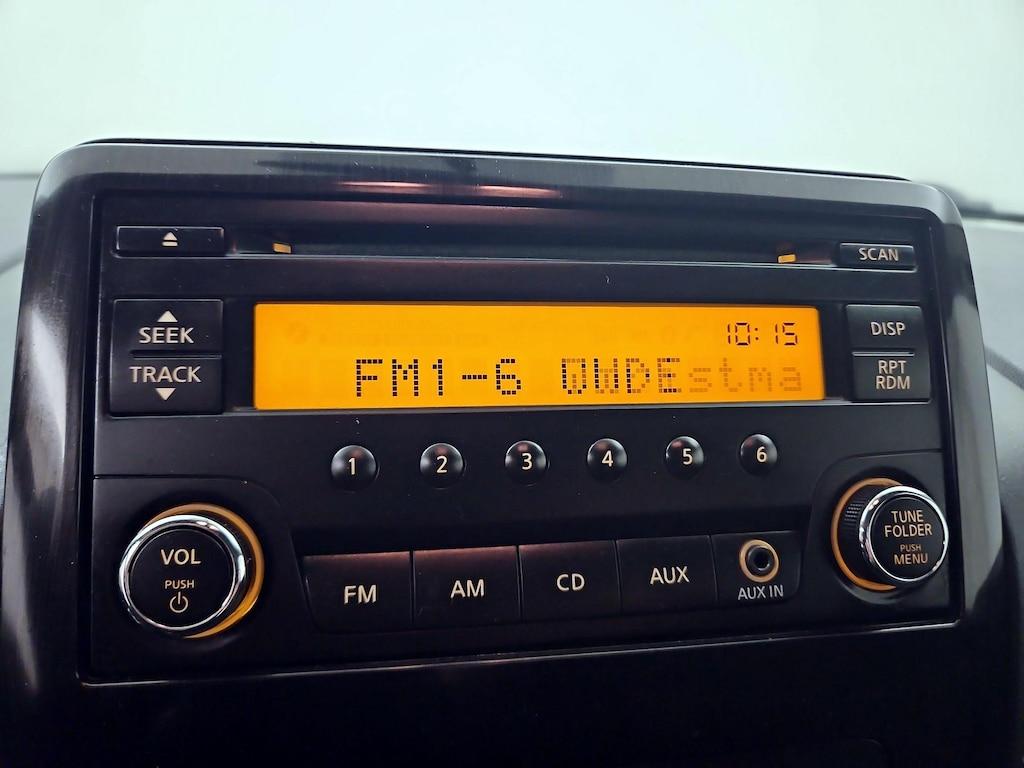 SCAN
SEEK
TRACK
10:15
FM1-6
DISP
RPT
RDM
1 2 3 4 5 6
VOL
PUSH
FM
AM
CD
AUX
AUX IN
TUNE
FOLDER
PUSH
MENU